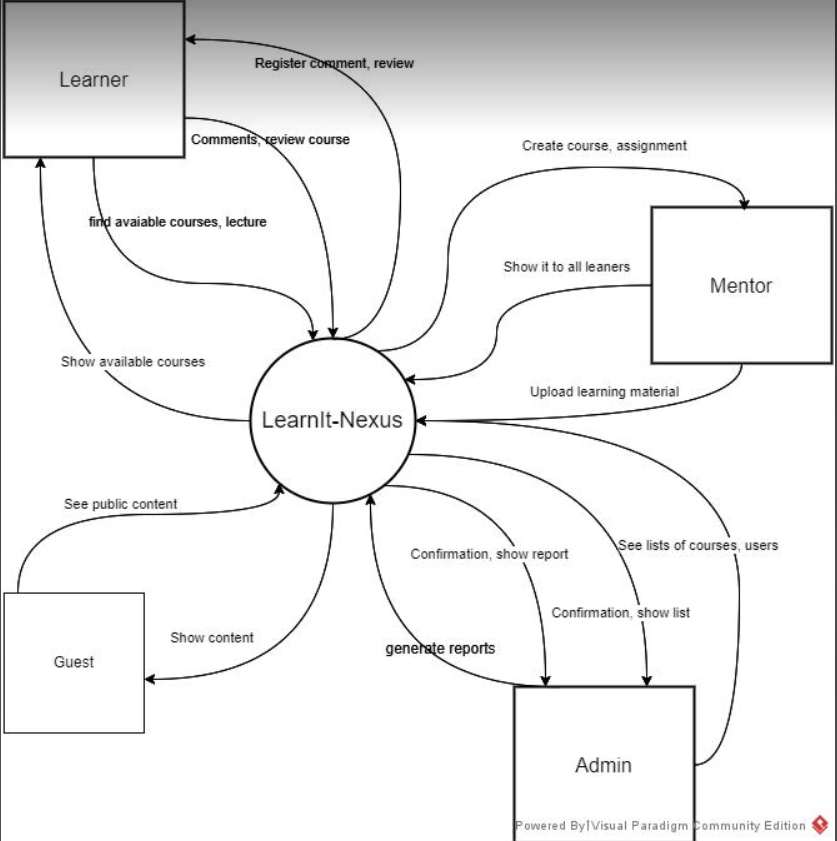 Learner
Register comment, review
Comments, review course
Create course, assignment
find avaiable courses, lecture
Show it to all leaners
Mentor
Show available courses
Upload learning material
LearnIt-Nexus
See public content
Confirmation, show report
See lists of courses, users
Confirmation, show list
Show content
generate reports
Guest
Admin
Powered By Visual Paradigm Community Edition